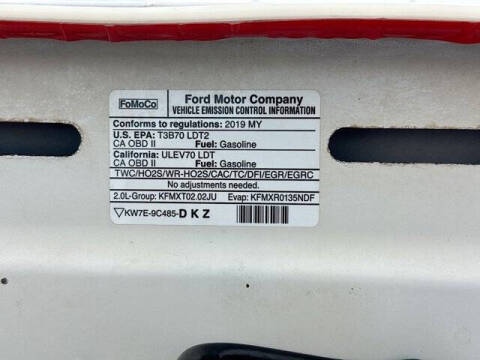 FoMoCo
Ford Motor Company
VEHICLE EMISSION CONTROL INFORMATION
Conforms to regulations: 2019 MY
U.S. EPA: T3B70 LDT2
CA OBD II Fuel: Gasoline
California: ULEV70 LDT
CA OBD II Fuel: Gasoline
TWC/HO2S/WR-HO2S/CAC/TC/DFI/EGR/EGRC
No adjustments needed.
2.0L-Group: KFMXT02.02JU Evap: KFMXR0135NDF
KW7E-9C485-DKZ